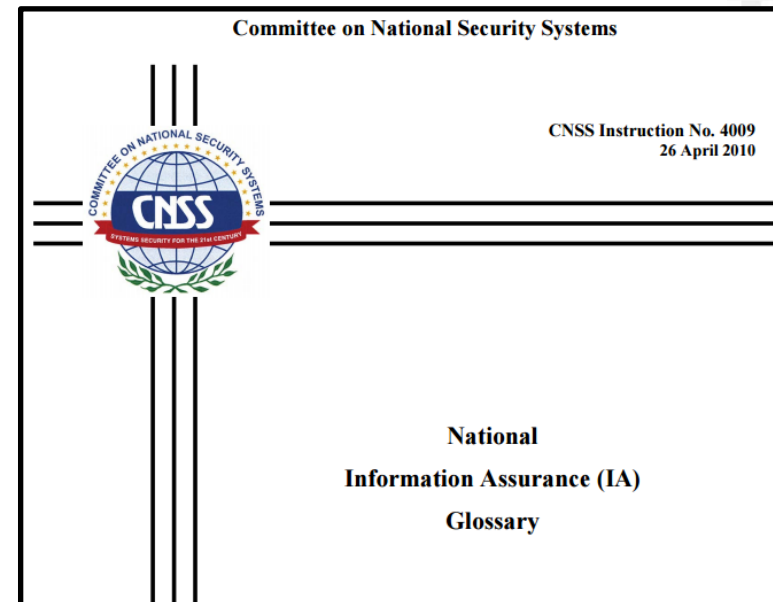 Committee on National Security Systems
CNSS Instruction No. 4009
26 April 2010
COMMITTEE ON NATIONAL SECURITY SYSTEMS
CNSS
SYSTEMS SECURITY FOR THE 21st CENTURY
National
Information Assurance (IA)
Glossary